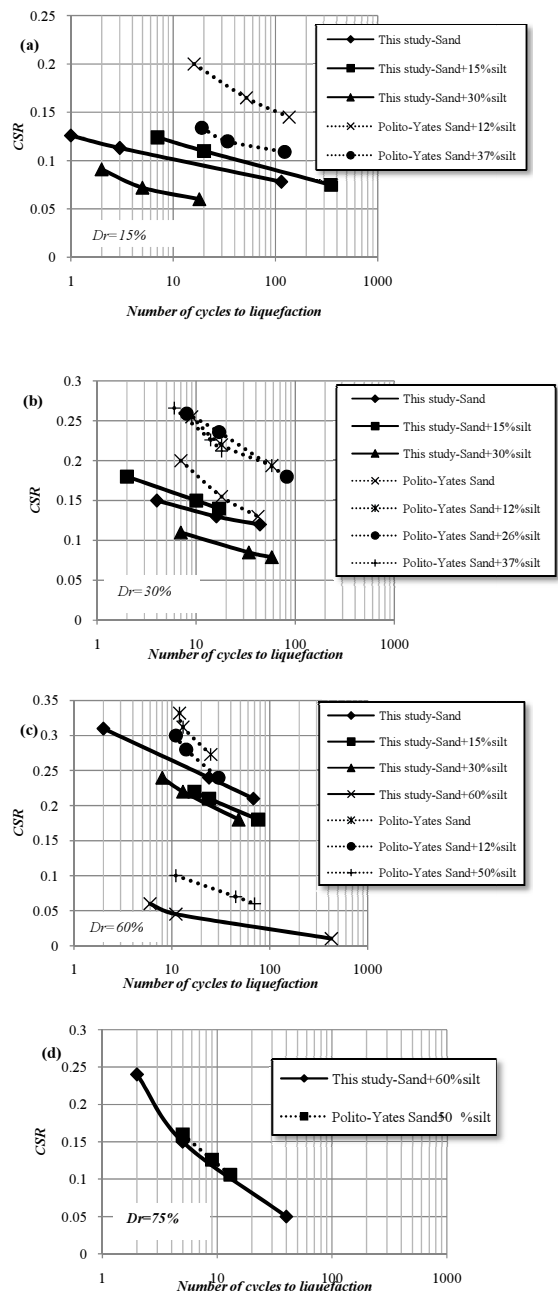 (a)
This study-Sand
This study-Sand+15%silt
This study-Sand+30%silt
Polito-Yates Sand+12%silt
Polito-Yates Sand+37%silt
0.25
0.2
0.15
0.1
0.05
0
CSR
Dr=15%
1 10 100 1000
Number of cycles to liquefaction
(b)
This study-Sand
This study-Sand+15%silt
This study-Sand+30%silt
Polito-Yates Sand
Polito-Yates Sand+12%silt
Polito-Yates Sand+26%silt
Polito-Yates Sand+37%silt
0.3
0.25
0.2
0.15
0.1
0.05
0
CSR
Dr=30%
1 10 100 1000
Number of cycles to liquefaction
(c)
This study-Sand
This study-Sand+15%silt
This study-Sand+30%silt
This study-Sand+60%silt
Polito-Yates Sand
Polito-Yates Sand+12%silt
Polito-Yates Sand+50%silt
0.35
0.3
0.25
0.2
0.15
0.1
0.05
0
CSR
Dr=60%
1 10 100 1000
Number of cycles to liquefaction
(d)
This study-Sand+60%silt
Polito-Yates Sand+50 %silt
0.3
0.25
0.2
0.15
0.1
0.05
0
CSR
Dr=75%
1 10 100 1000
Number of cycles to liquefaction